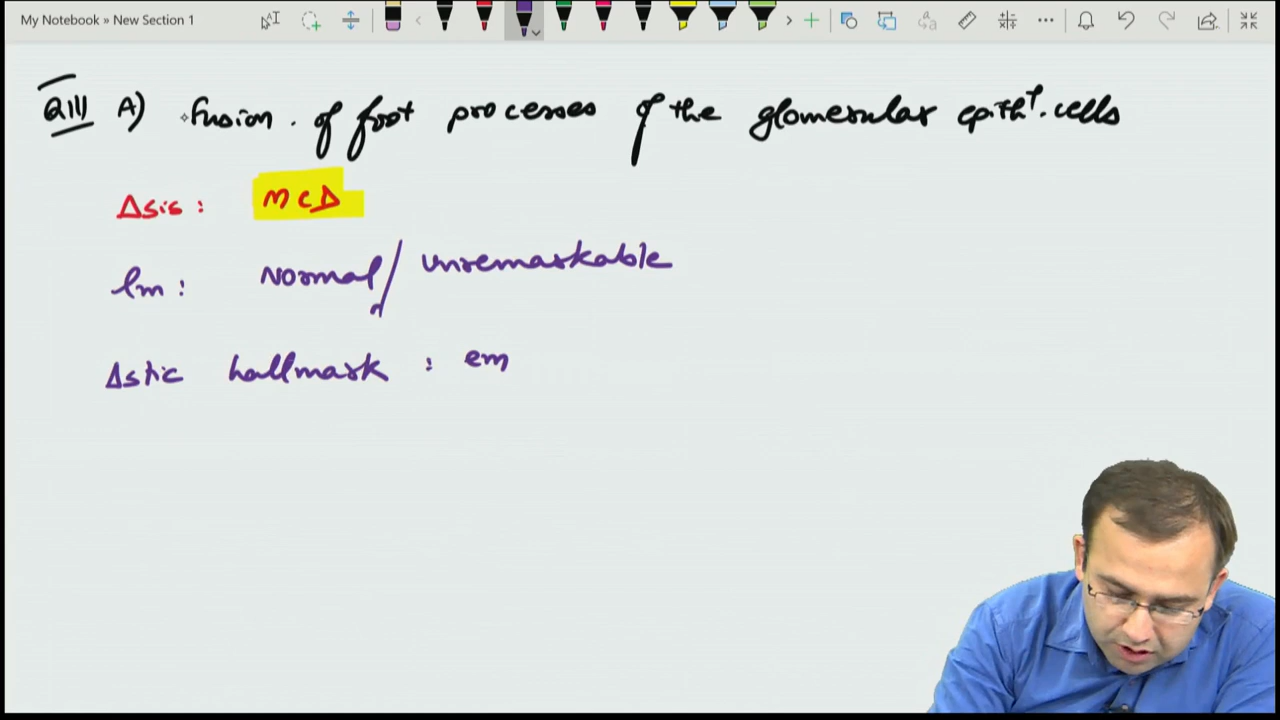 My Notebook » New Section 1
Q111 A) Fusion. of foot processes of the glomerular epith↑. cells
Δsis: MCD
lm: Normal/ unremarkable
Δstic hallmark : em